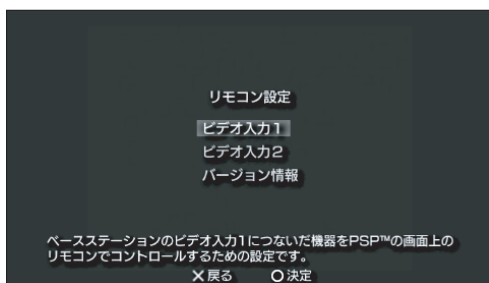 リモコン設定
ビデオ入力1
ビデオ入力2
バージョン情報
ベースステーションのビデオ入力1につないだ機器をPSP™の画面上の
リモコンでコントロールするための設定です。
✕戻る ○決定